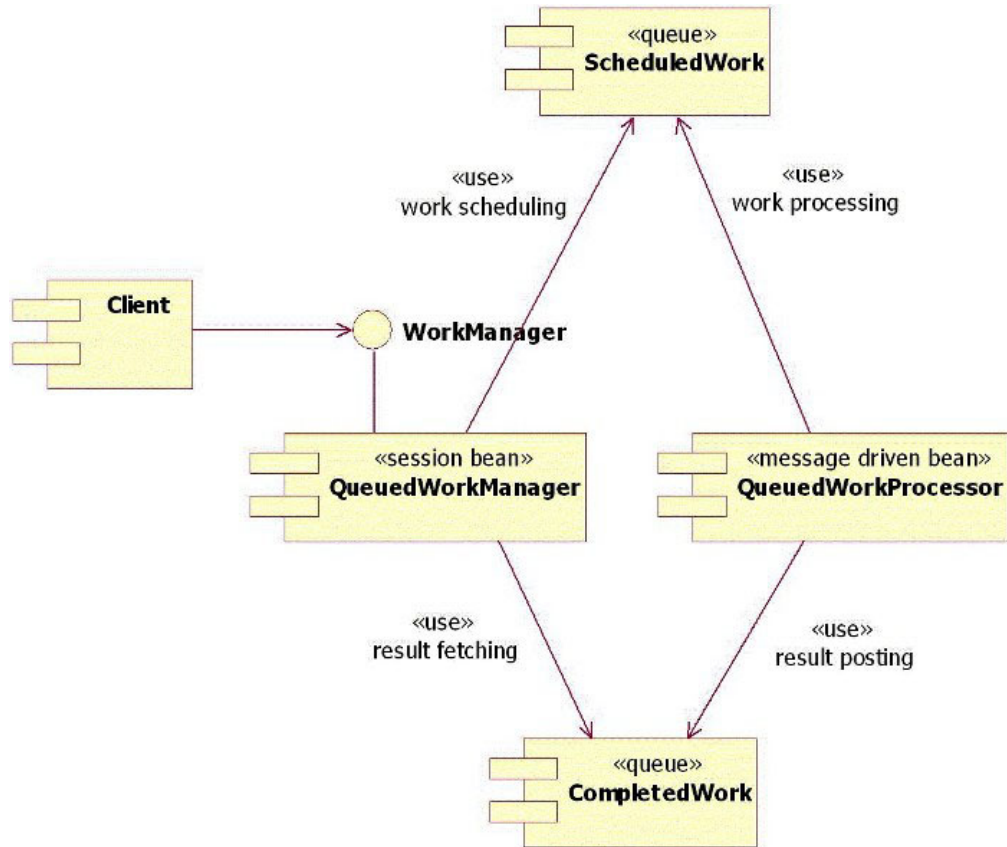 «queue»
ScheduledWork
«use»
work scheduling
«use»
work processing
Client
WorkManager
«session bean»
QueuedWorkManager
«message driven bean»
QueuedWorkProcessor
«use»
result fetching
«use»
result posting
«queue»
CompletedWork